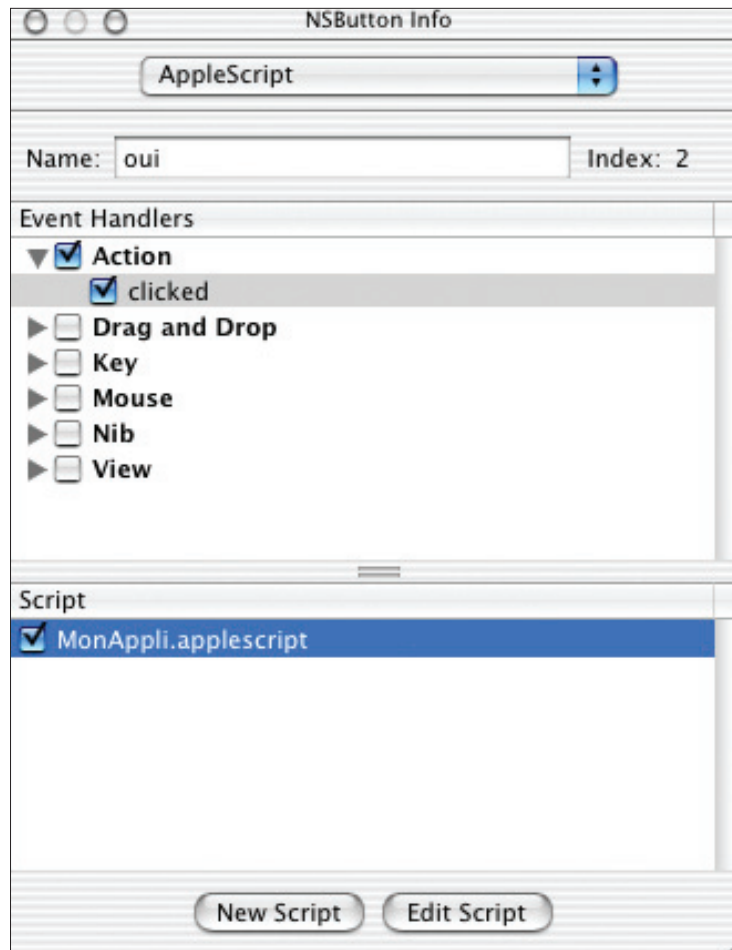 NSButton Info
AppleScript
Name: oui Index: 2
Event Handlers
Action
clicked
Drag and Drop
Key
Mouse
Nib
View
Script
MonAppli.applescript
New Script Edit Script